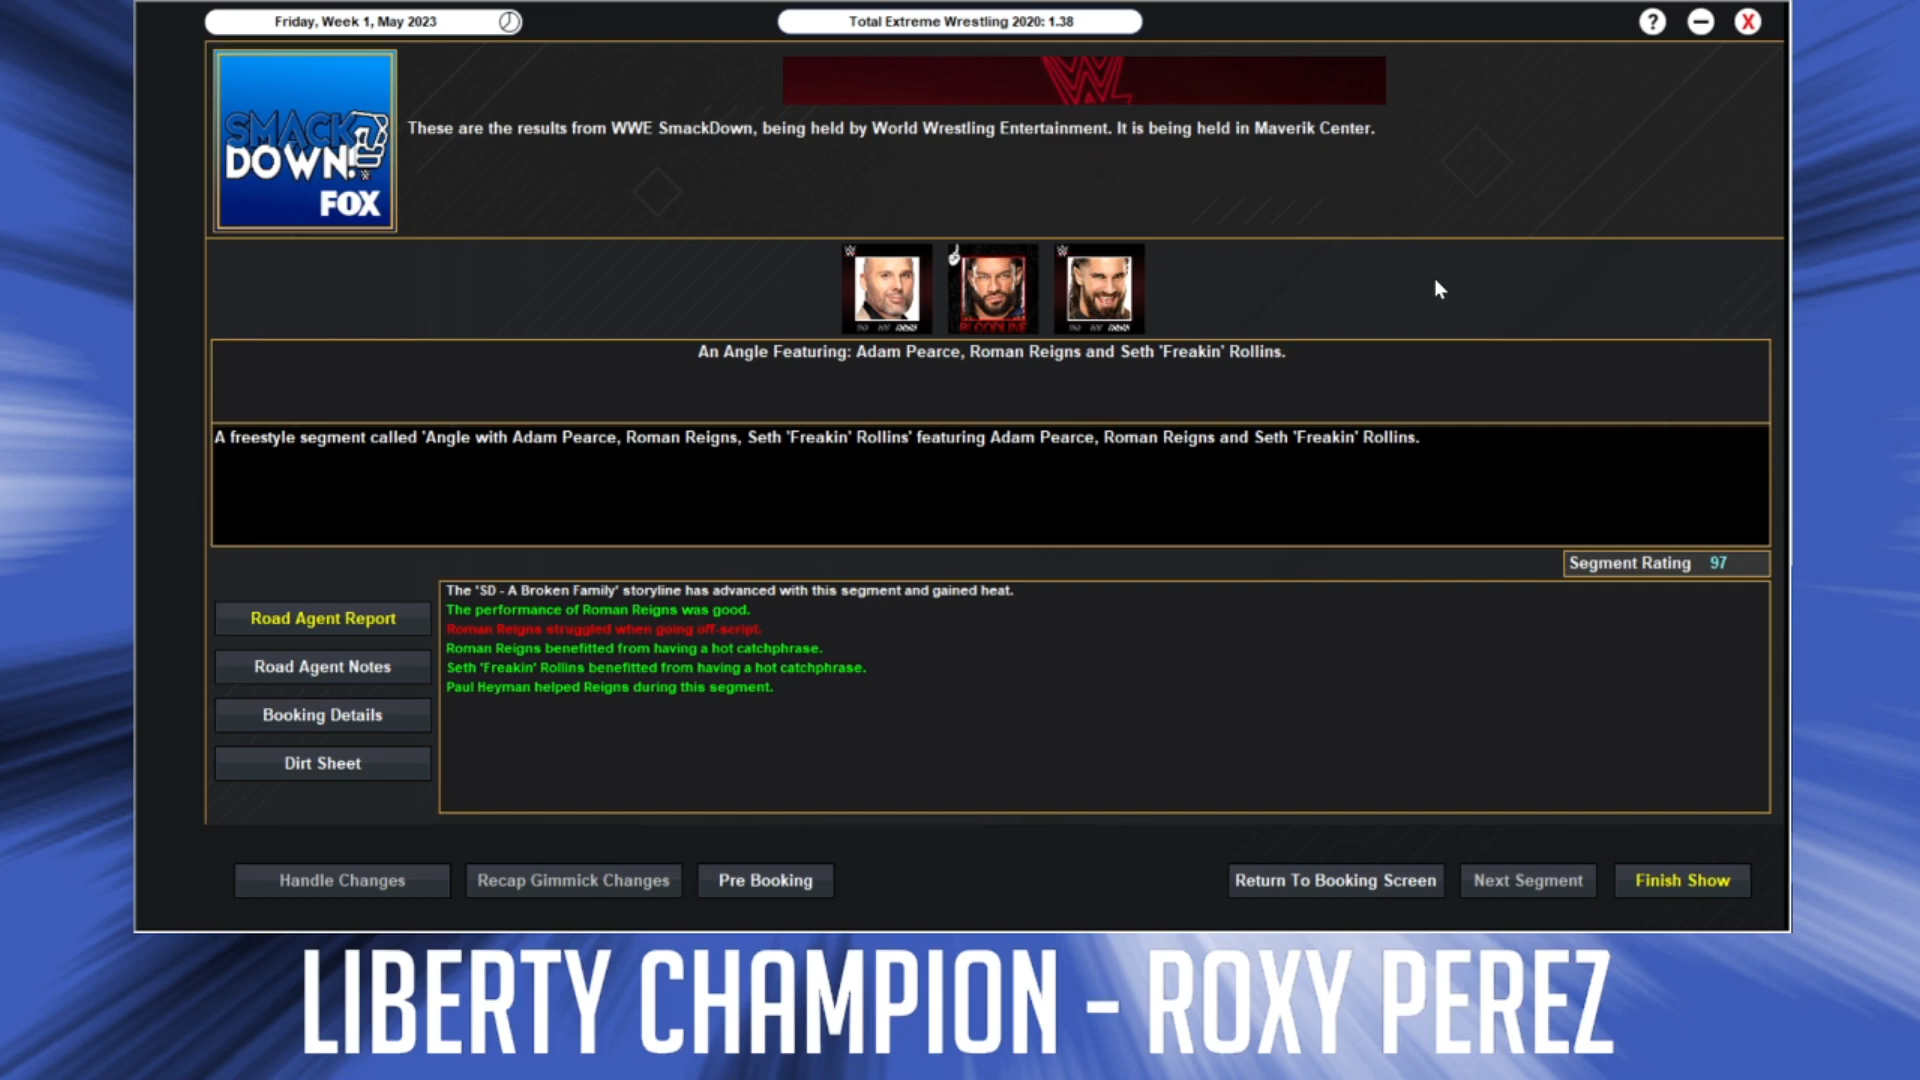 Friday, Week 1, May 2023
Total Extreme Wrestling 2020: 1.38
?
X
SMACK
DOWN!
FOX
These are the results from WWE SmackDown, being held by World Wrestling Entertainment. It is being held in Maverik Center.
BLOODLINE
An Angle Featuring: Adam Pearce, Roman Reigns and Seth 'Freakin' Rollins.
A freestyle segment called 'Angle with Adam Pearce, Roman Reigns, Seth 'Freakin' Rollins' featuring Adam Pearce, Roman Reigns and Seth 'Freakin' Rollins.
Segment Rating 97
Road Agent Report
Road Agent Notes
Booking Details
Dirt Sheet
The 'SD - A Broken Family' storyline has advanced with this segment and gained heat.
The performance of Roman Reigns was good.
Roman Reigns struggled when going off-script.
Roman Reigns benefitted from having a hot catchphrase.
Seth 'Freakin' Rollins benefitted from having a hot catchphrase.
Paul Heyman helped Reigns during this segment.
Handle Changes
Recap Gimmick Changes
Pre Booking
Return To Booking Screen
Next Segment
Finish Show
LIBERTY CHAMPION - ROXY PEREZ